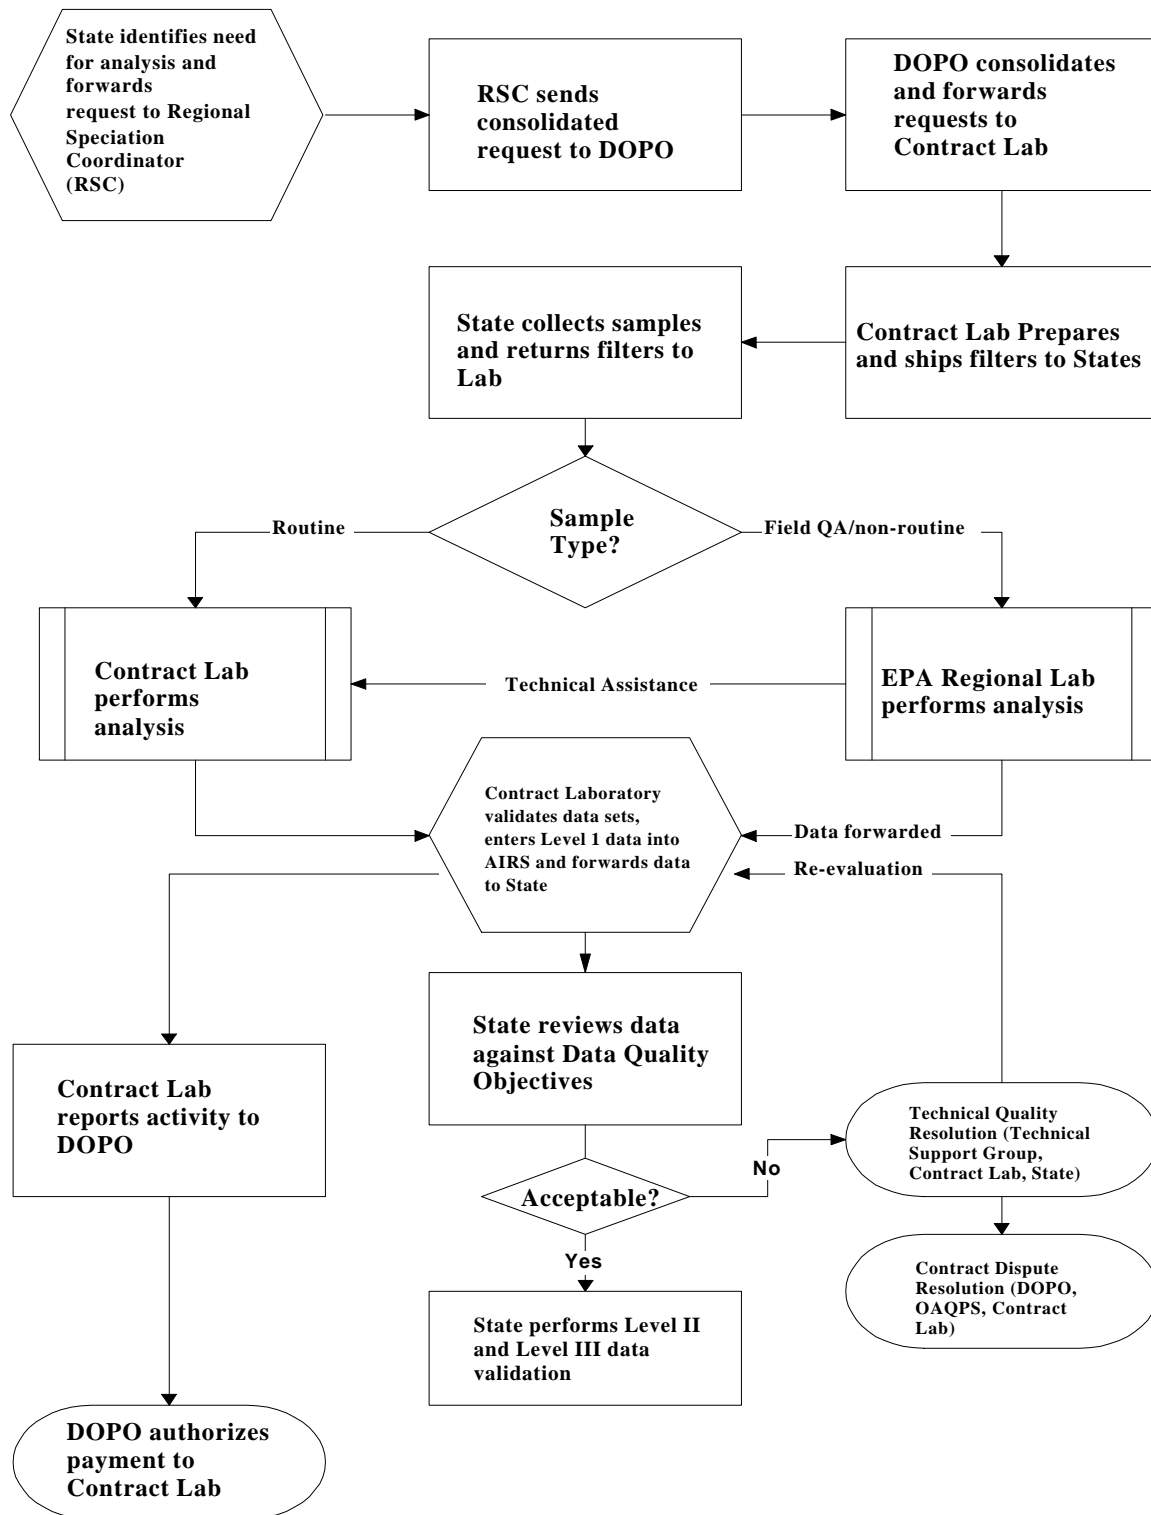 State identifies need
for analysis and
forwards
request to Regional
Speciation
Coordinator
(RSC)
RSC sends
consolidated
request to DOPO
DOPO consolidates
and forwards
requests to
Contract Lab
State collects samples
and returns filters to
Lab
Contract Lab Prepares
and ships filters to States
Sample
Type?
Routine
Field QA/non-routine
Contract Lab
performs
analysis
Technical Assistance
EPA Regional Lab
performs analysis
Contract Laboratory
validates data sets,
enters Level 1 data into
AIRS and forwards data
to State
Data forwarded
Re-evaluation
State reviews data
against Data Quality
Objectives
Contract Lab
reports activity to
DOPO
Technical Quality
Resolution (Technical
Support Group,
Contract Lab, State)
No
Acceptable?
Yes
Contract Dispute
Resolution (DOPO,
OAQPS, Contract
Lab)
State performs Level II
and Level III data
validation
DOPO authorizes
payment to
Contract Lab